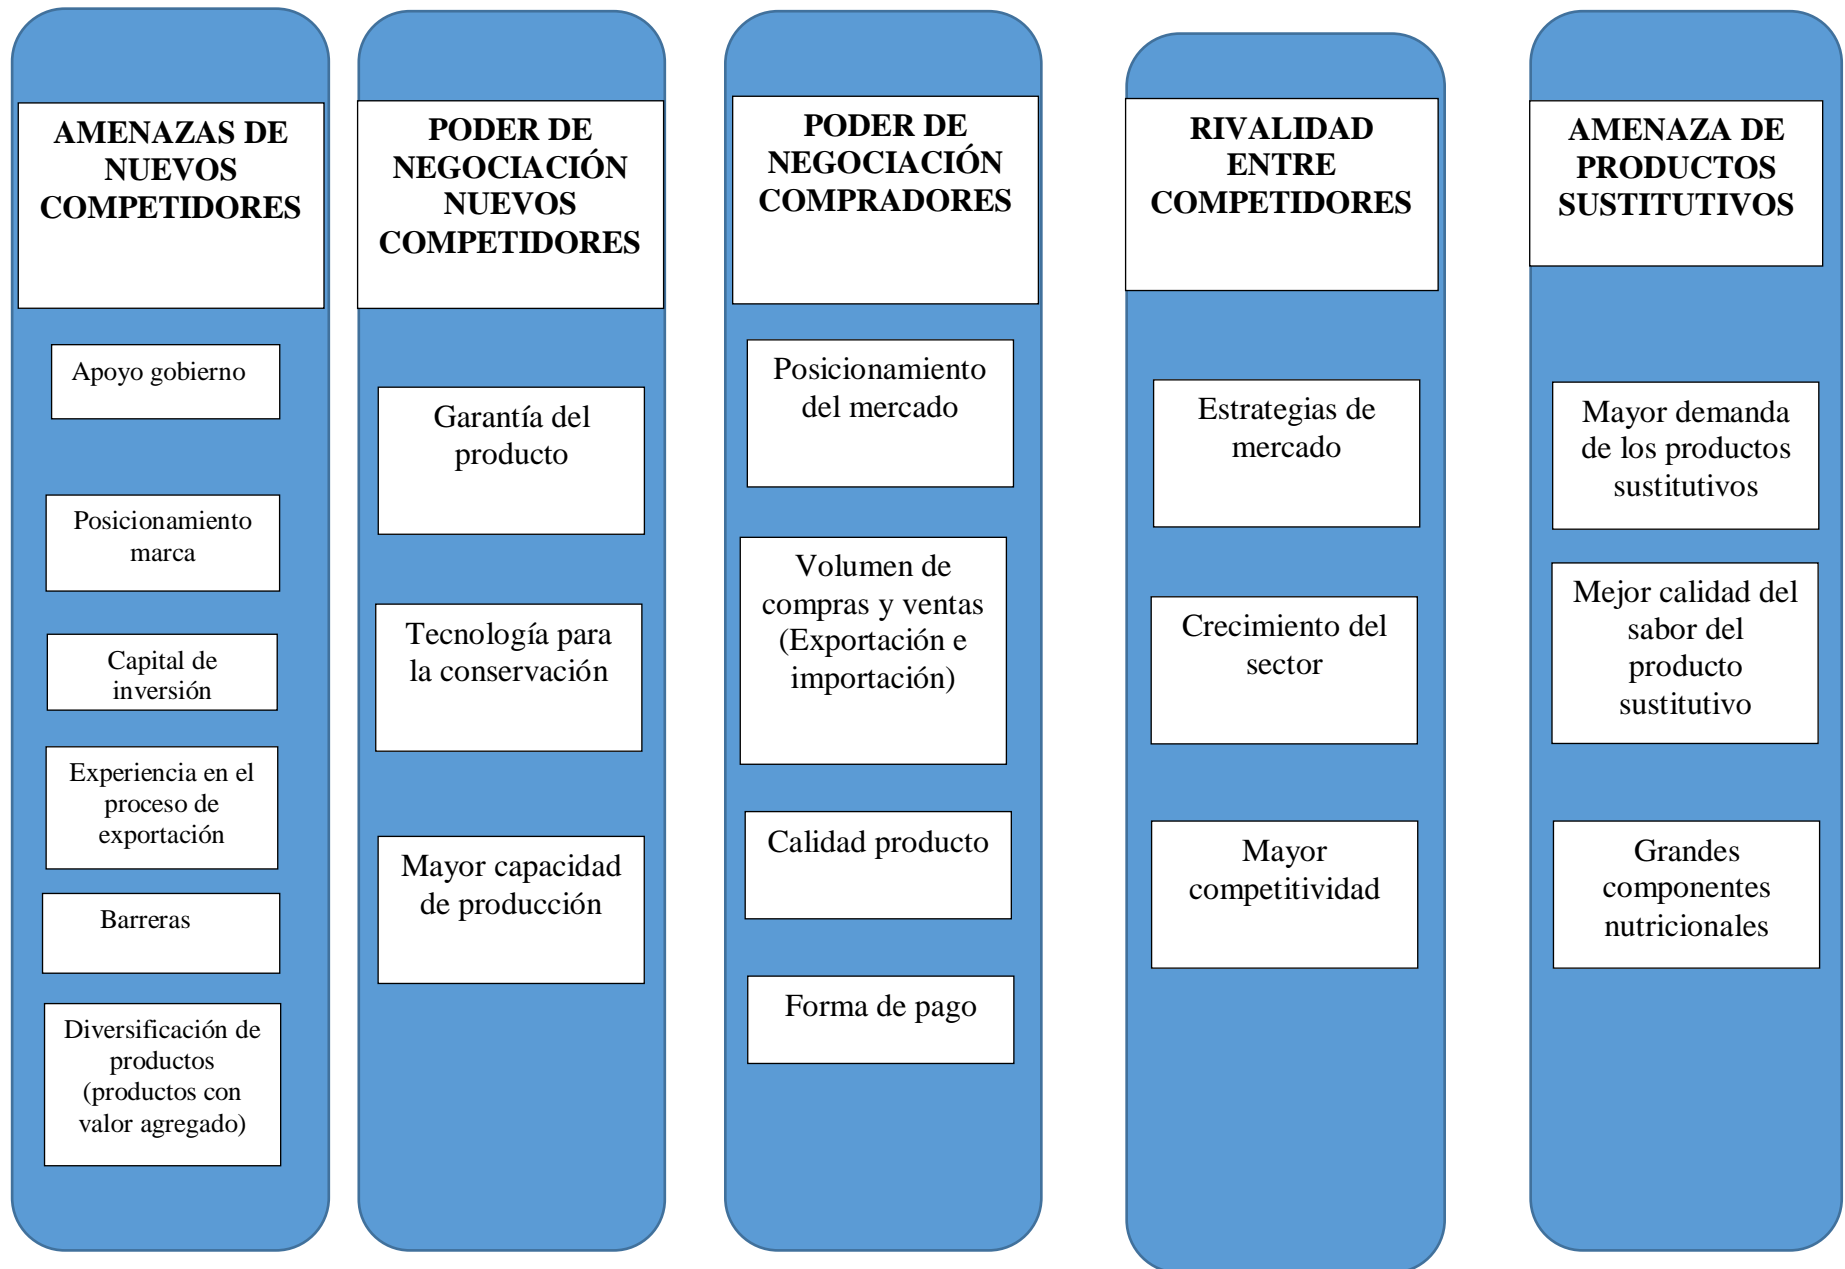 AMENAZAS DE
NUEVOS
COMPETIDORES
Apoyo gobierno
Posicionamiento
marca
Capital de
inversión
Experiencia en el
proceso de
exportación
Barreras
Diversificación de
productos
(productos con
valor agregado)
PODER DE
NEGOCIACIÓN
NUEVOS
COMPETIDORES
Garantía del
producto
Tecnología para
la conservación
Mayor capacidad
de producción
PODER DE
NEGOCIACIÓN
COMPRADORES
Posicionamiento
del mercado
Volumen de
compras y ventas
(Exportación e
importación)
Calidad producto
Forma de pago
RIVALIDAD
ENTRE
COMPETIDORES
Estrategias de
mercado
Crecimiento del
sector
Mayor
competitividad
AMENAZA DE
PRODUCTOS
SUSTITUTIVOS
Mayor demanda
de los productos
sustitutivos
Mejor calidad del
sabor del
producto
sustitutivo
Grandes
componentes
nutricionales